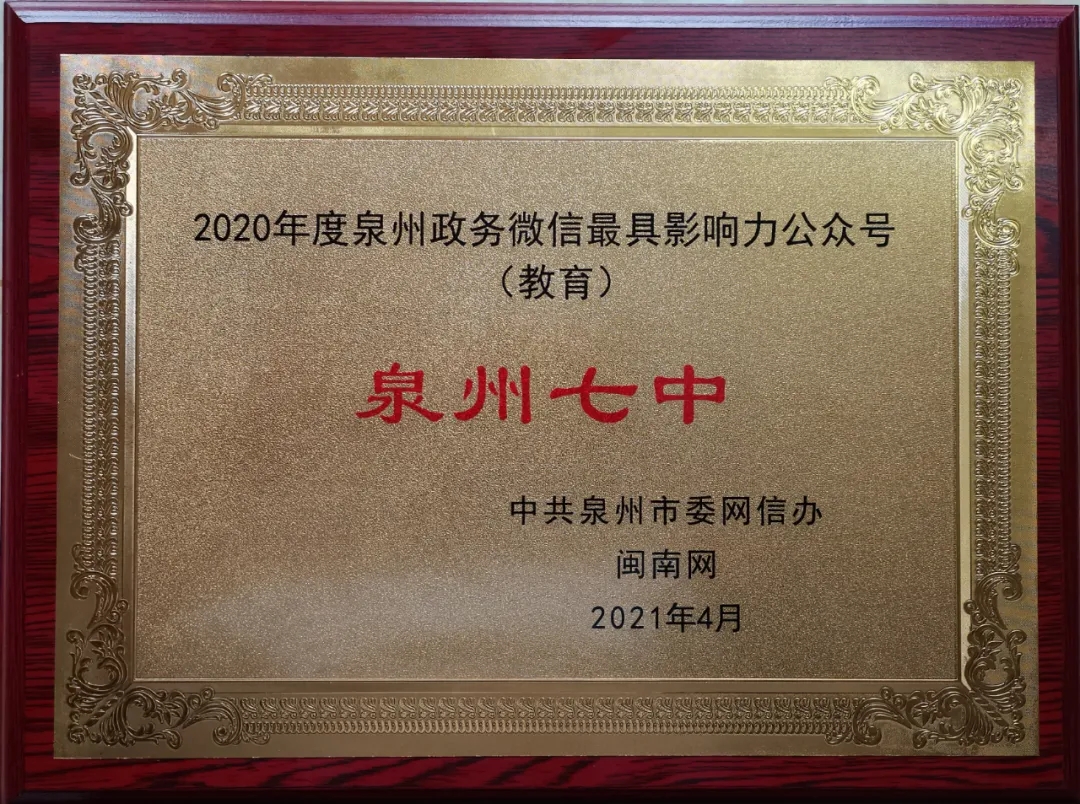 2020年度泉州政务微信最具影响力公众号
（教育）
泉州七中
中共泉州市委网信办
闽南网
2021年4月